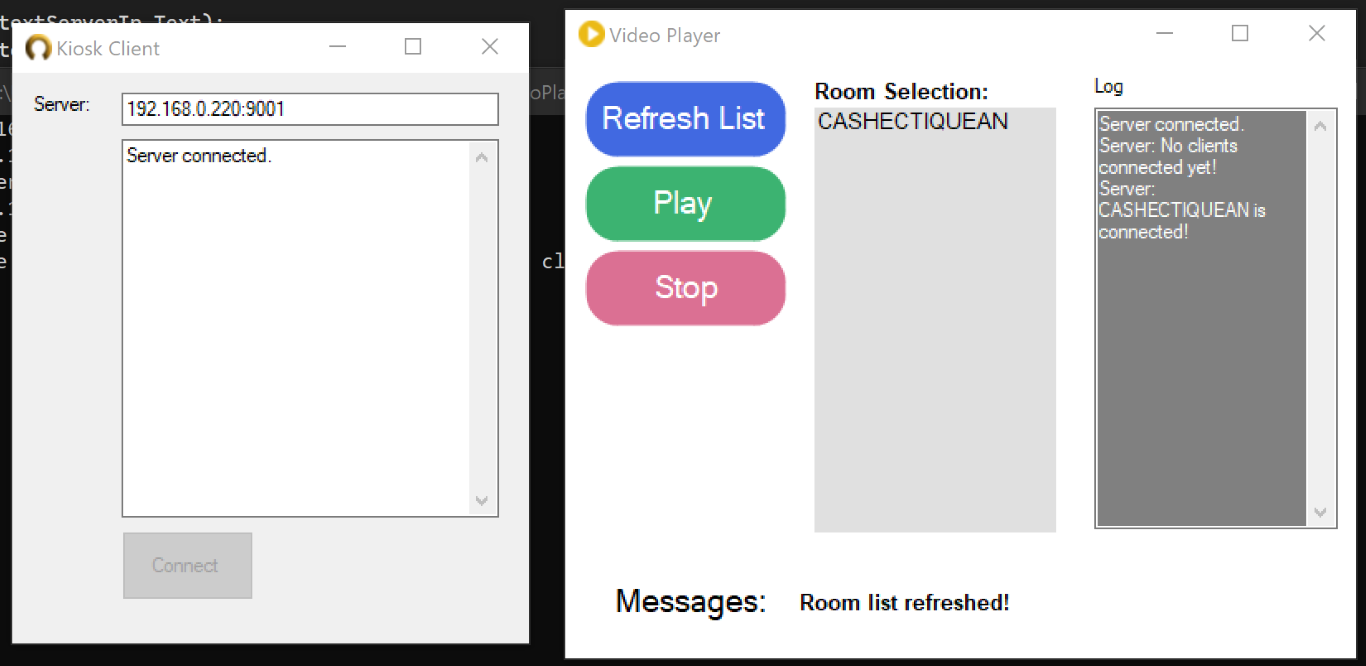 textServerIp.Text);
Kiosk Client
Server:
192.168.0.220:9001
Server connected.
Connect
cl
Video Player
Refresh List
Play
Stop
Room Selection:
CASHECTIQUEAN
Log
Server connected.
Server: No clients
connected yet!
Server:
CASHECTIQUEAN is
connected!
Messages:
Room list refreshed!